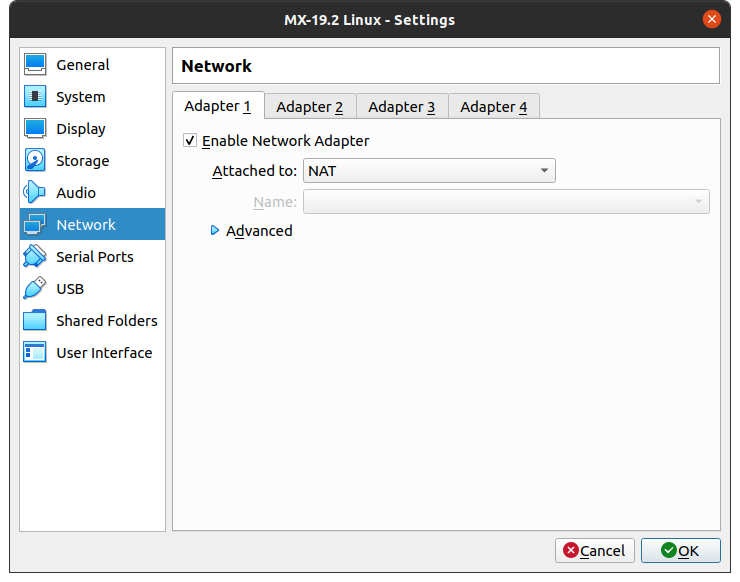 MX-19.2 Linux - Settings
General
System
Display
Storage
Audio
Network
Serial Ports
USB
Shared Folders
User Interface
Network
Adapter 1 Adapter 2 Adapter 3 Adapter 4
Enable Network Adapter
Attached to: NAT
Name:
Advanced
Cancel OK